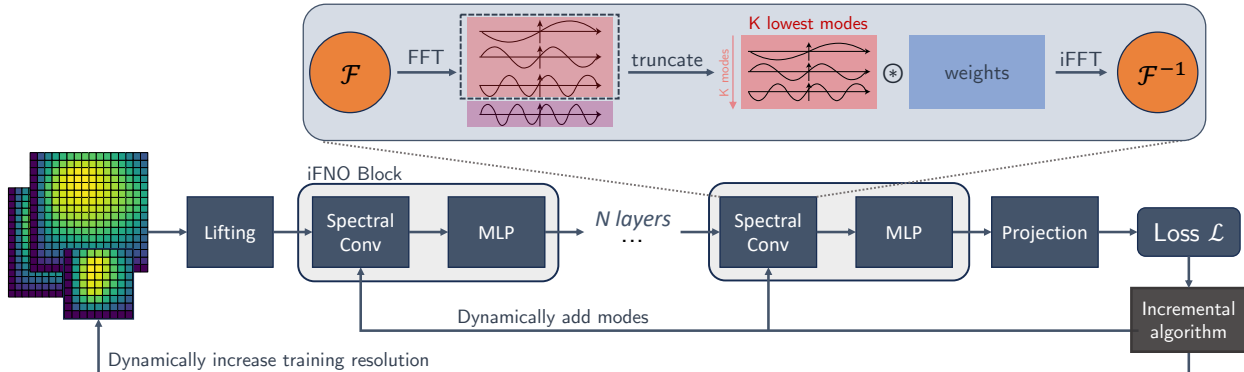 K lowest modes
ℱ
FFT
truncate
K modes
⊛
weights
iFFT
ℱ⁻¹
iFNO Block
Lifting
Spectral
Conv
MLP
N layers
...
Spectral
Conv
MLP
Projection
Loss ℒ
Incremental
algorithm
Dynamically add modes
Dynamically increase training resolution